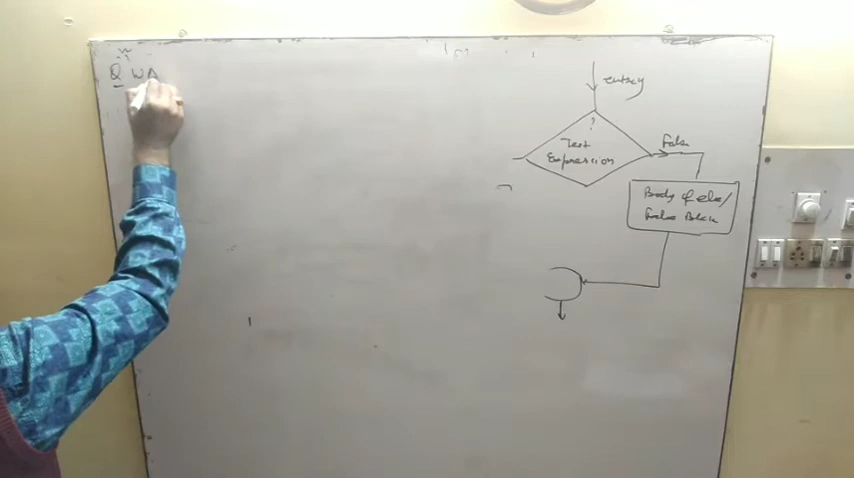 Q WA
entry
?
Test
Expression
False
Body of else/
False Block